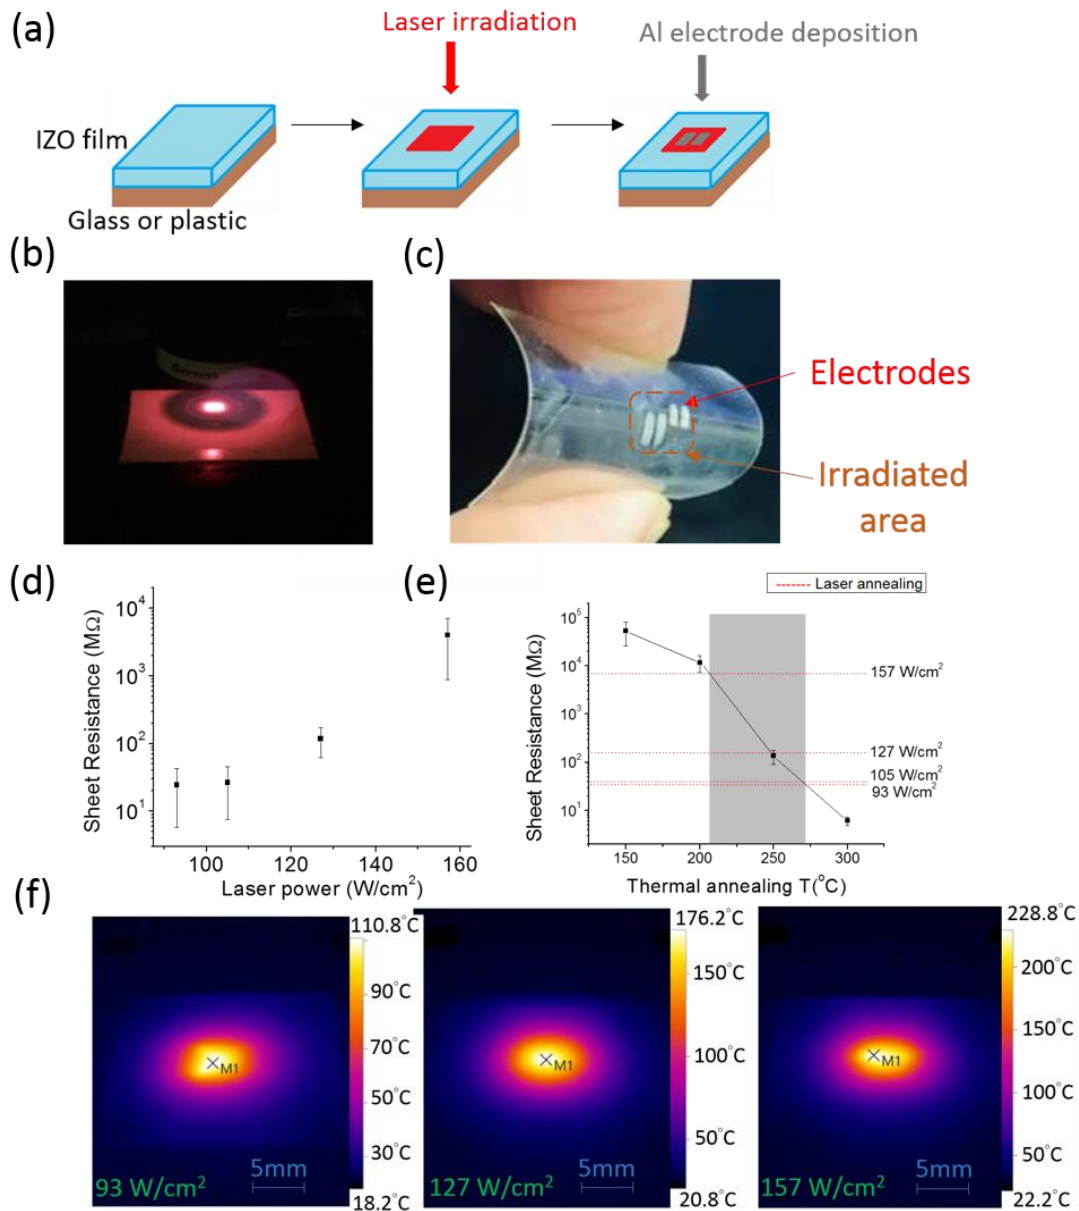 (a)
Laser irradiation
Al electrode deposition
IZO film
Glass or plastic
(b)
(c)
Electrodes
Irradiated
area
(d)
10⁴
10³
10²
10¹
Sheet Resistance (MΩ)
100
120
140
160
Laser power (W/cm²)
(e)
Laser annealing
10⁵
10⁴
10³
10²
10¹
Sheet Resistance (MΩ)
157 W/cm²
127 W/cm²
105 W/cm²
93 W/cm²
150
200
250
300
Thermal annealing T(°C)
(f)
110.8°C
90°C
70°C
50°C
30°C
18.2°C
M1
93 W/cm²
5mm
176.2°C
150°C
100°C
50°C
20.8°C
M1
127 W/cm²
5mm
228.8°C
200°C
150°C
100°C
50°C
22.2°C
M1
157 W/cm²
5mm